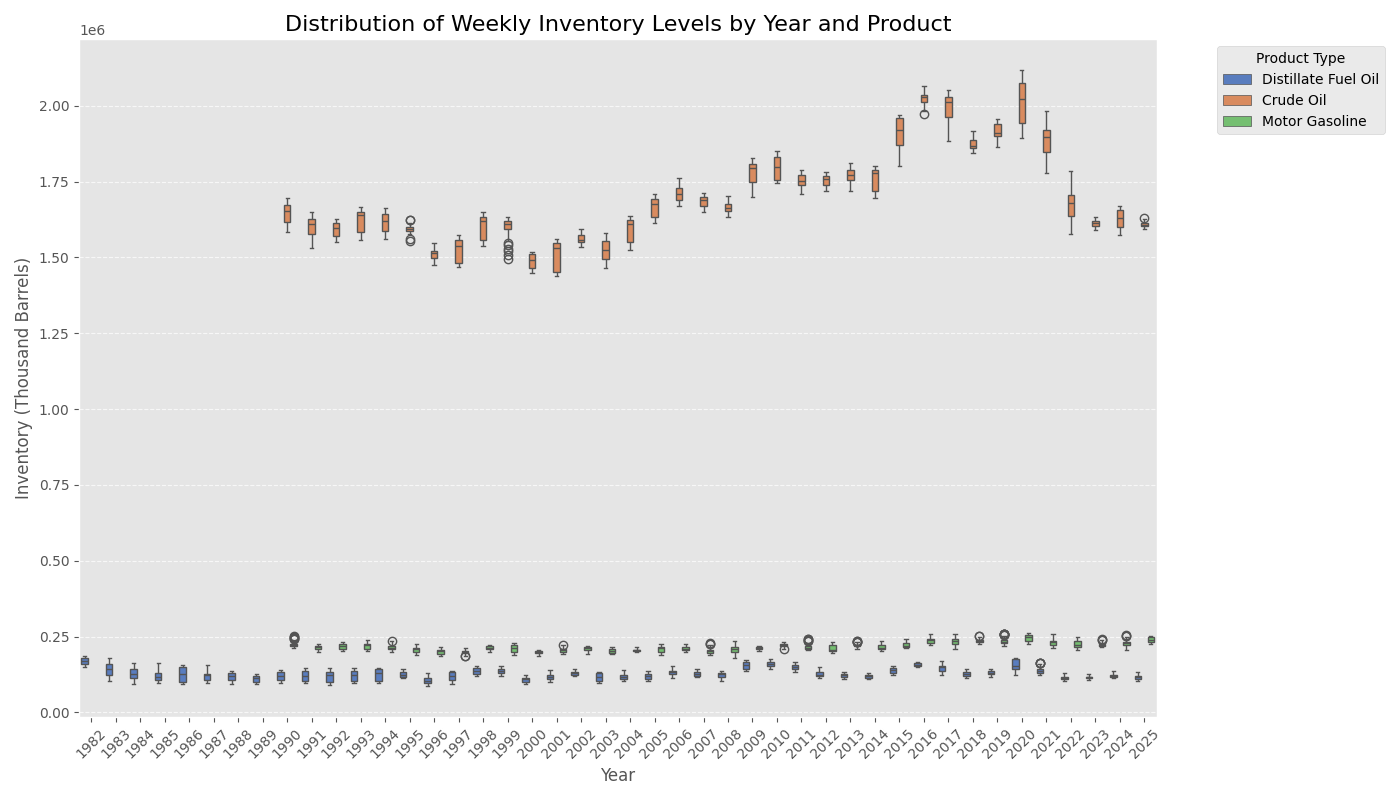 Distribution of Weekly Inventory Levels by Year and Product
1e6
Product Type
Distillate Fuel Oil
Crude Oil
Motor Gasoline
2.00
1.75
1.50
1.25
1.00
0.75
0.50
0.25
0.00
Inventory (Thousand Barrels)
1982 1983 1984 1985 1986 1987 1988 1989 1990 1991 1992 1993 1994 1995 1996 1997 1998 1999 2000 2001 2002 2003 2004 2005 2006 2007 2008 2009 2010 2011 2012 2013 2014 2015 2016 2017 2018 2019 2020 2021 2022 2023 2024 2025
Year